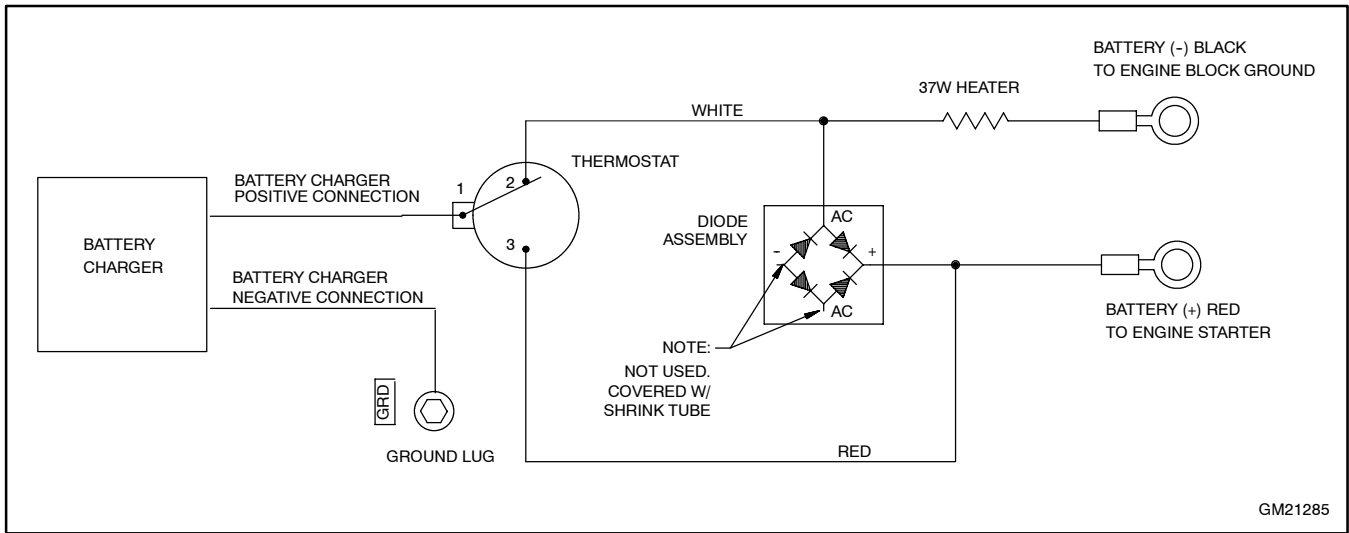 BATTERY (-) BLACK
TO ENGINE BLOCK GROUND
37W HEATER
WHITE
THERMOSTAT
BATTERY CHARGER
POSITIVE CONNECTION
1
2
3
BATTERY
CHARGER
BATTERY CHARGER
NEGATIVE CONNECTION
DIODE
ASSEMBLY
AC
-
+
AC
BATTERY (+) RED
TO ENGINE STARTER
NOTE:
NOT USED.
COVERED W/
SHRINK TUBE
GRD
GROUND LUG
RED
GM21285